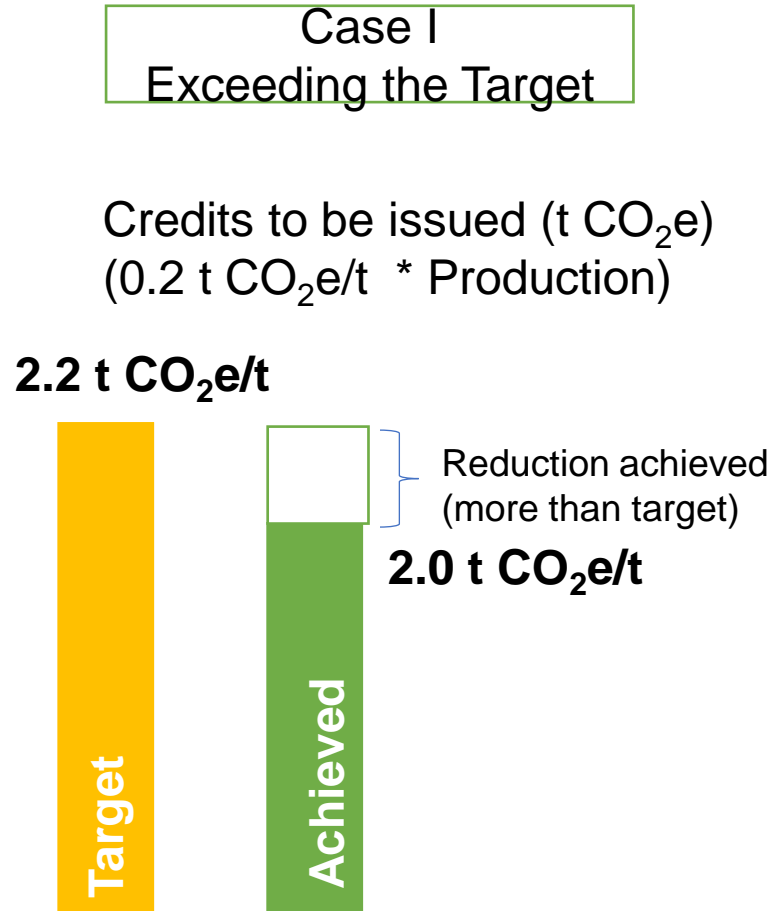 Case I
Exceeding the Target
Credits to be issued (t CO₂e)
(0.2 t CO₂e/t * Production)
2.2 t CO₂e/t
Reduction achieved
(more than target)
2.0 t CO₂e/t
Target
Achieved